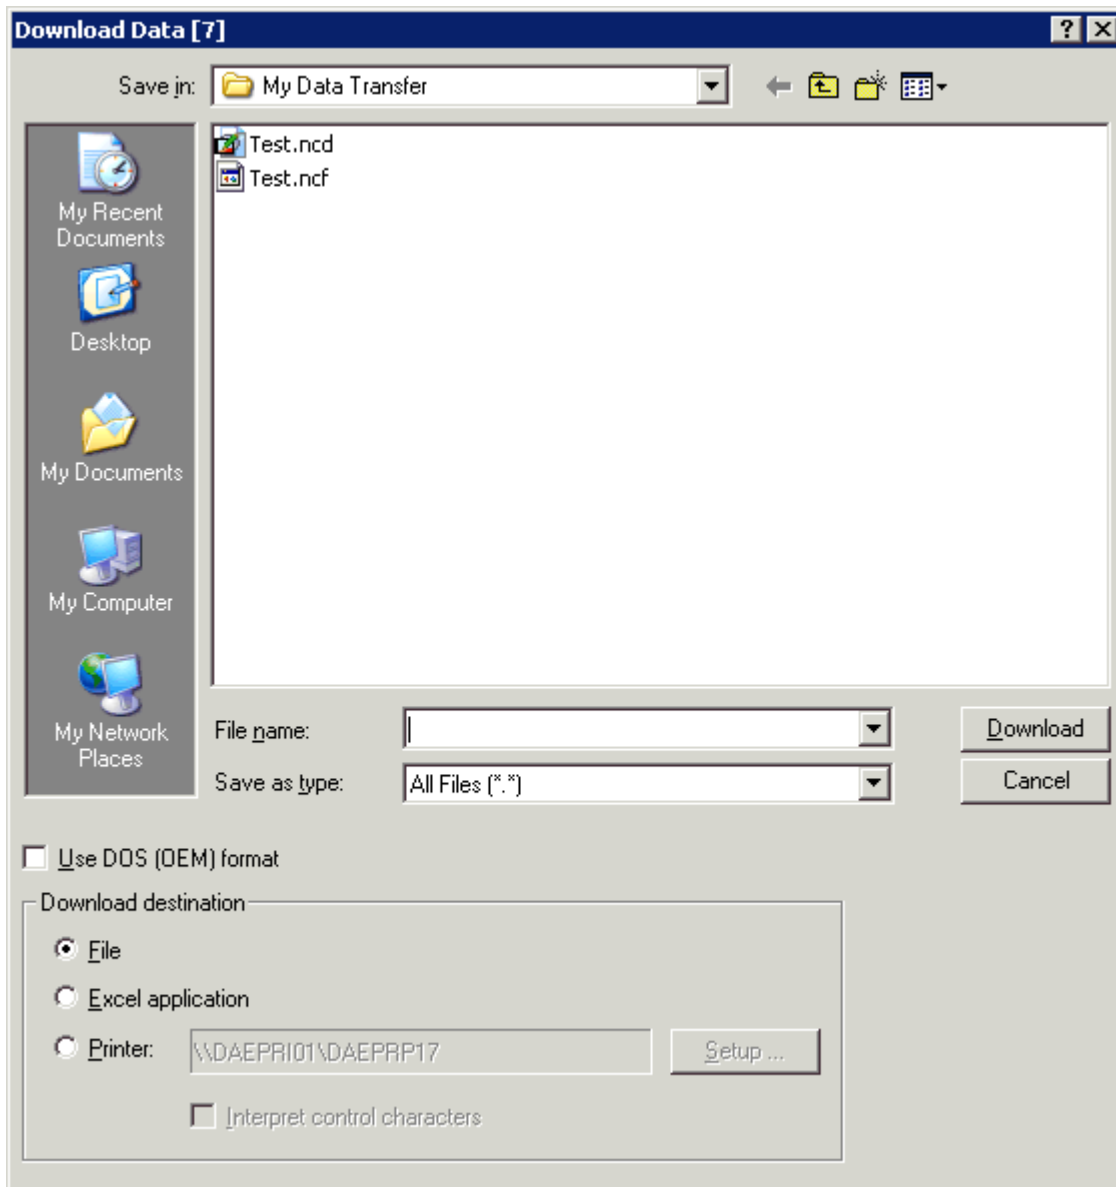 Download Data [7]
Save in: My Data Transfer
Test.ncd
Test.ncf
My Recent
Documents
Desktop
My Documents
My Computer
My Network
Places
File name:
Download
Save as type: All Files (*.*)
Cancel
Use DOS (OEM) format
Download destination
File
Excel application
Printer: \\DAEPRI01\DAEPRP17 Setup ...
Interpret control characters